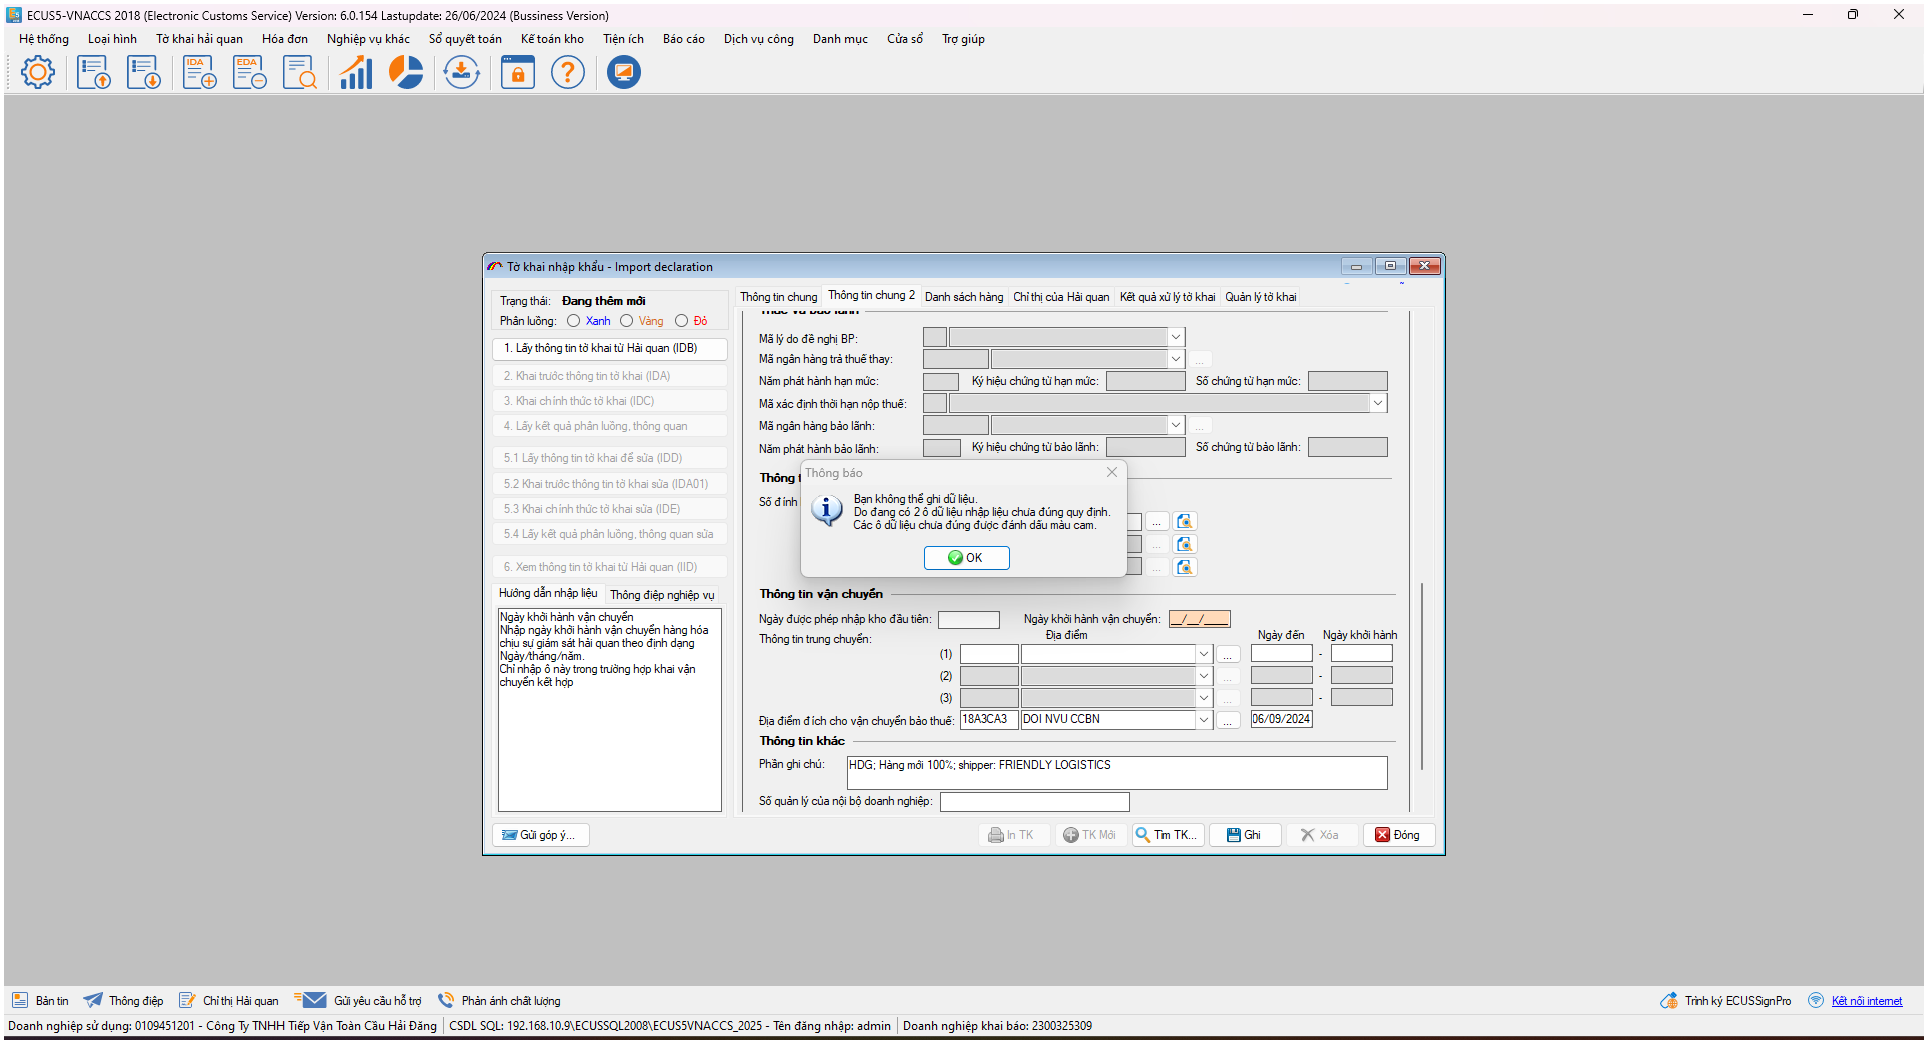 ECUS5-VNACCS 2018 (Electronic Customs Service) Version: 6.0.154 Lastupdate: 26/06/2024 (Bussiness Version)
Hệ thống Loại hình Tờ khai hải quan Hóa đơn Nghiệp vụ khác Sổ quyết toán Kế toán kho Tiện ích Báo cáo Dịch vụ công Danh mục Cửa sổ Trợ giúp
IDA EDA
Tờ khai nhập khẩu - Import declaration
Trạng thái: Đang thêm mới
Phân luồng: Xanh Vàng Đỏ
1. Lấy thông tin tờ khai từ Hải quan (IDB)
2. Khai trước thông tin tờ khai (IDA)
3. Khai chính thức tờ khai (IDC)
4. Lấy kết quả phân luồng, thông quan
5.1 Lấy thông tin tờ khai để sửa (IDD)
5.2 Khai trước thông tin tờ khai sửa (IDA01)
5.3 Khai chính thức tờ khai sửa (IDE)
5.4 Lấy kết quả phân luồng, thông quan sửa
6. Xem thông tin tờ khai từ Hải quan (IID)
Hướng dẫn nhập liệu Thông điệp nghiệp vụ
Ngày khởi hành vận chuyển
Nhập ngày khởi hành vận chuyển hàng hóa
chịu sự giám sát hải quan theo định dạng
Ngày/tháng/năm.
Chỉ nhập ô này trong trường hợp khai vận
chuyển kết hợp
Gửi góp ý...
Thông tin chung Thông tin chung 2 Danh sách hàng Chỉ thị của Hải quan Kết quả xử lý tờ khai Quản lý tờ khai
Thuế và bảo lãnh
Mã lý do đề nghị BP:
Mã ngân hàng trả thuế thay: ...
Năm phát hành hạn mức: Ký hiệu chứng từ hạn mức: Số chứng từ hạn mức:
Mã xác định thời hạn nộp thuế:
Mã ngân hàng bảo lãnh: ...
Năm phát hành bảo lãnh: Ký hiệu chứng từ bảo lãnh: Số chứng từ bảo lãnh:
Thông t
Số đính
...
...
...
Thông báo
Bạn không thể ghi dữ liệu.
Do đang có 2 ô dữ liệu nhập liệu chưa đúng quy định.
Các ô dữ liệu chưa đúng được đánh dấu màu cam.
OK
Thông tin vận chuyển
Ngày được phép nhập kho đầu tiên: Ngày khởi hành vận chuyển: __/__/____
Thông tin trung chuyển: Địa điểm Ngày đến Ngày khởi hành
(1) ... -
(2) ... -
(3) ... -
Địa điểm đích cho vận chuyển bảo thuế: 18A3CA3 DOI NVU CCBN ... 06/09/2024
Thông tin khác
Phần ghi chú: HDG; Hàng mới 100%; shipper: FRIENDLY LOGISTICS
Số quản lý của nội bộ doanh nghiệp:
In TK TK Mới Tìm TK... Ghi Xóa Đóng
Bản tin Thông điệp Chỉ thị Hải quan Gửi yêu cầu hỗ trợ Phản ánh chất lượng Trình ký ECUSSignPro Kết nối internet
Doanh nghiệp sử dụng: 0109451201 - Công Ty TNHH Tiếp Vận Toàn Cầu Hải Đăng CSDL SQL: 192.168.10.9\ECUSSQL2008\ECUS5VNACCS_2025 - Tên đăng nhập: admin Doanh nghiệp khai báo: 2300325309